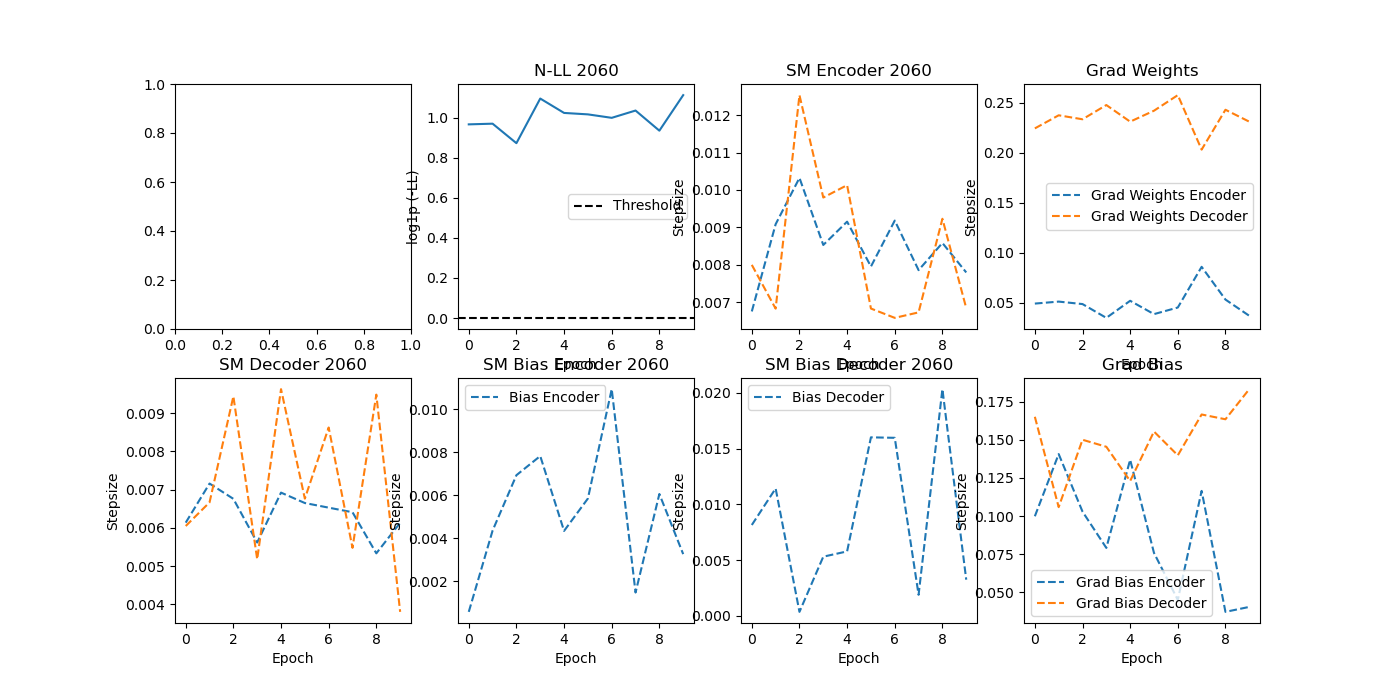 N-LL 2060
SM Encoder 2060
Grad Weights
1.0
0.8
0.6
0.4
0.2
0.0
0.0 0.2 0.4 0.6 0.8 1.0
log1p (-LL)
1.0
0.8
0.6
0.4
0.2
0.0
Threshold
0 2 4 6 8
Epoch
Stepsize
0.012
0.011
0.010
0.009
0.008
0.007
0 2 4 6 8
Epoch
Stepsize
0.25
0.20
0.15
0.10
0.05
Grad Weights Encoder
Grad Weights Decoder
0 2 4 6 8
Epoch
SM Decoder 2060
SM Bias Encoder 2060
SM Bias Decoder 2060
Grad Bias
Stepsize
0.009
0.008
0.007
0.006
0.005
0.004
0 2 4 6 8
Epoch
Stepsize
0.010
0.008
0.006
0.004
0.002
Bias Encoder
0 2 4 6 8
Epoch
Stepsize
0.020
0.015
0.010
0.005
0.000
Bias Decoder
0 2 4 6 8
Epoch
Stepsize
0.175
0.150
0.125
0.100
0.075
0.050
Grad Bias Encoder
Grad Bias Decoder
0 2 4 6 8
Epoch